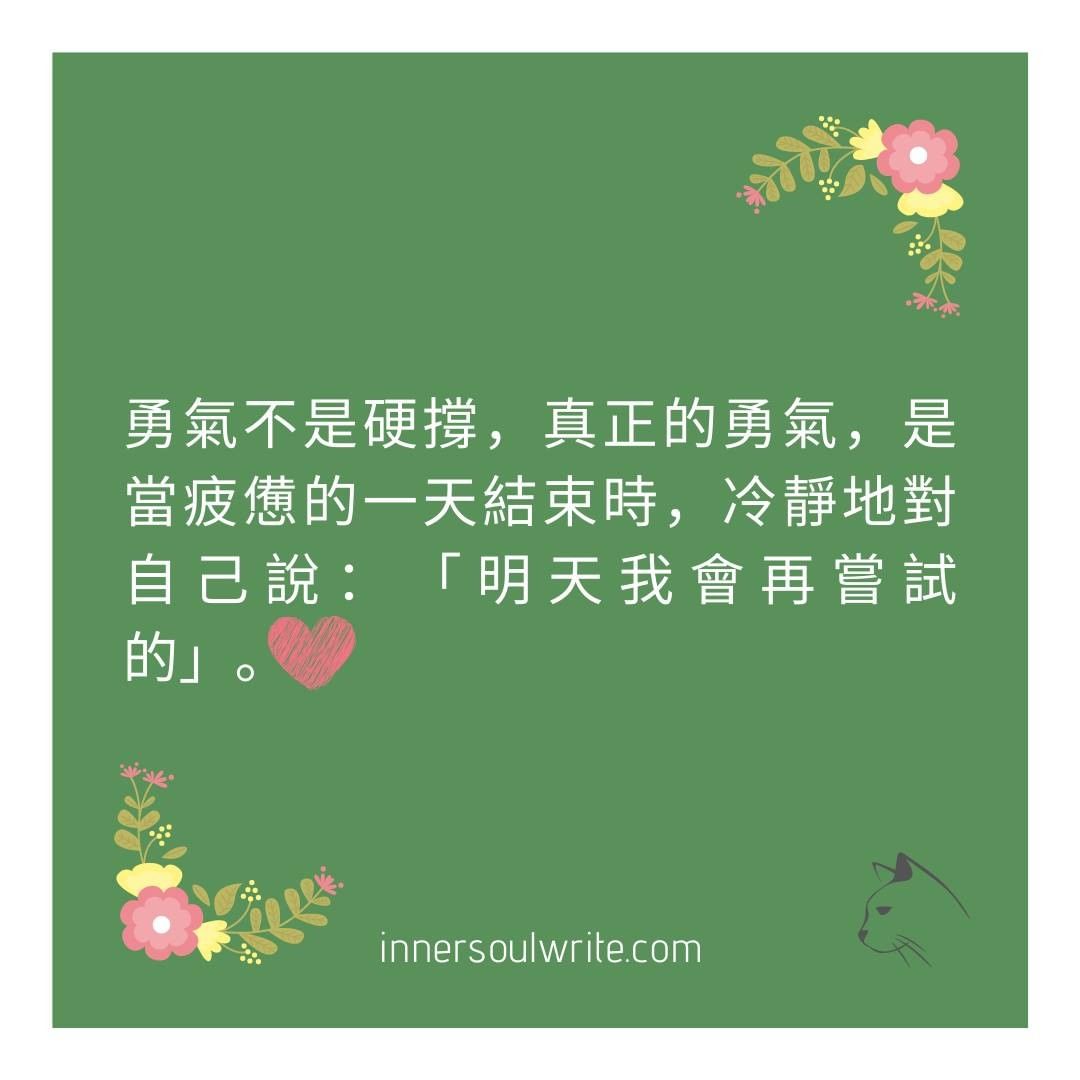 勇氣不是硬撐，真正的勇氣，是
當疲憊的一天結束時，冷靜地對
自己說：「明天我會再嘗試
的」。
innersoulwrite.com